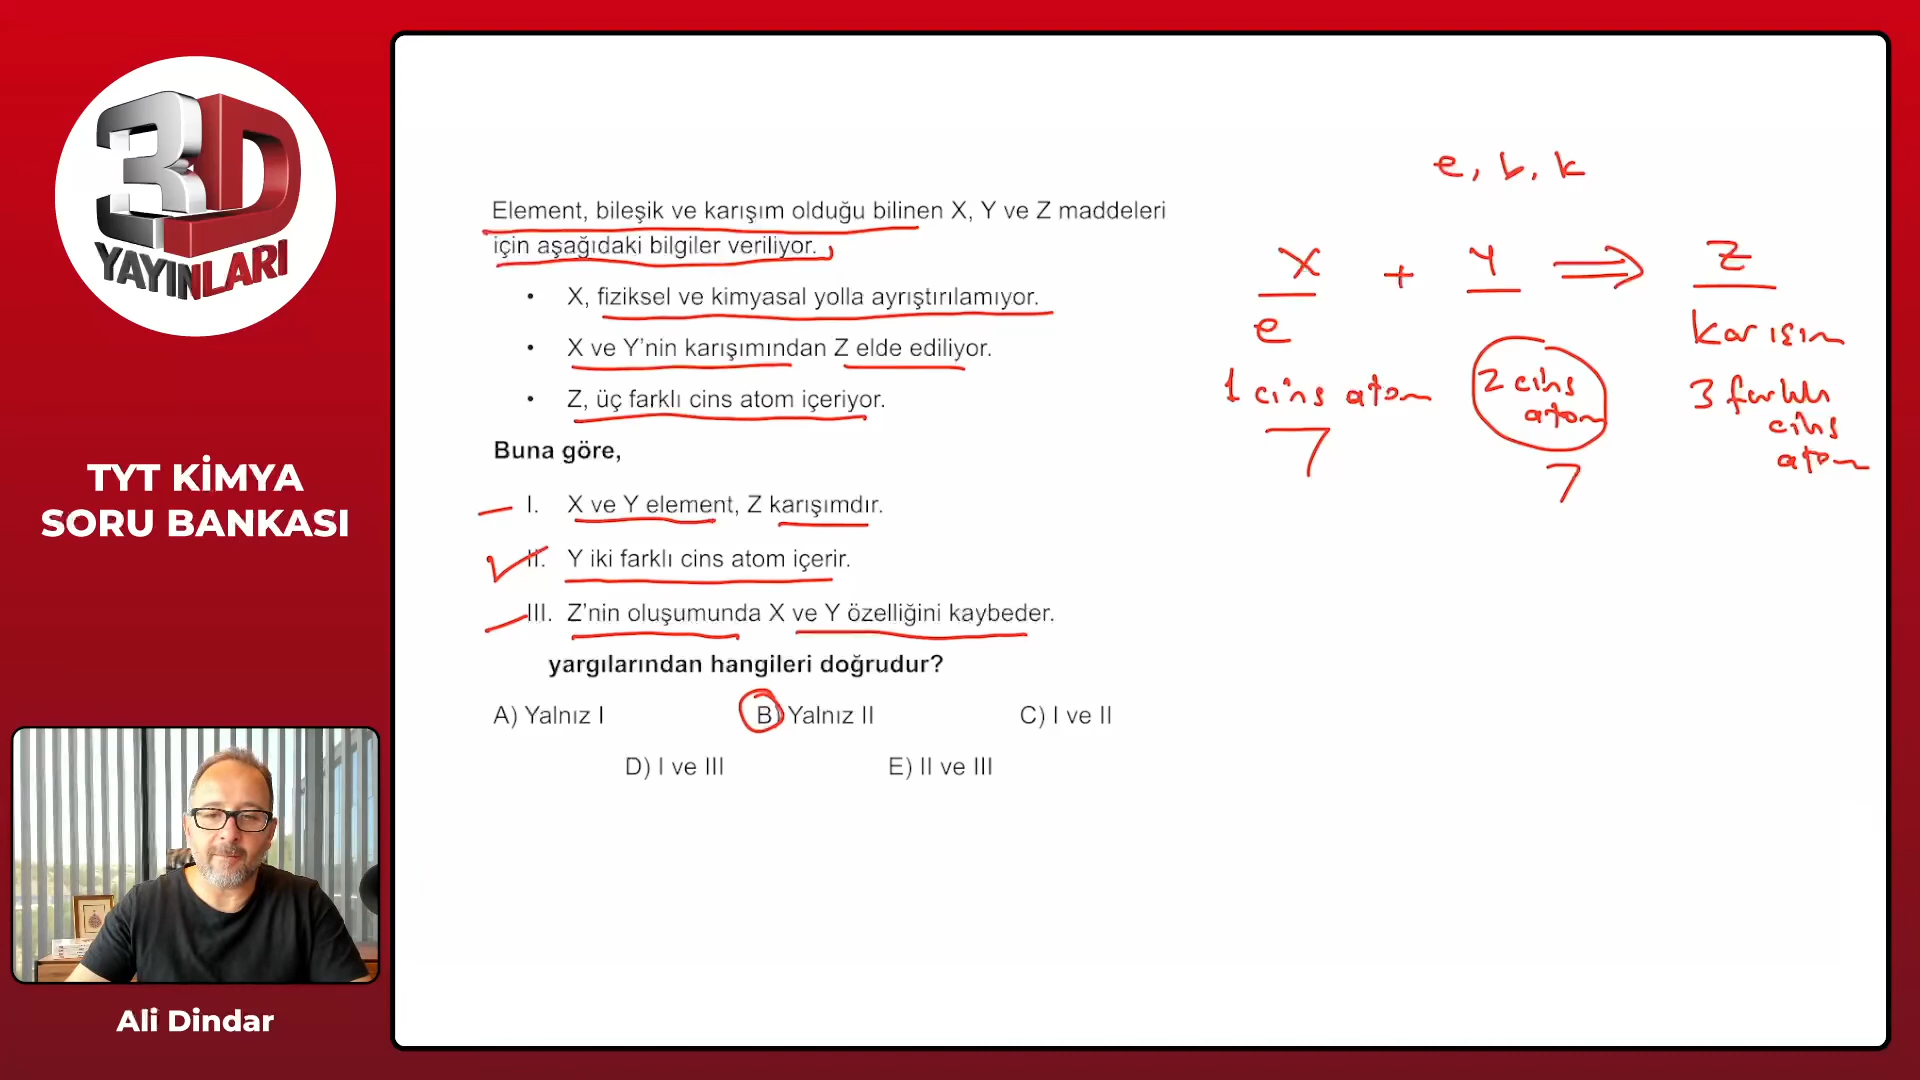 3D
YAYINLARI
TYT KİMYA
SORU BANKASI
Ali Dindar
Element, bileşik ve karışım olduğu bilinen X, Y ve Z maddeleri
için aşağıdaki bilgiler veriliyor.
• X, fiziksel ve kimyasal yolla ayrıştırılamıyor.
• X ve Y'nin karışımından Z elde ediliyor.
• Z, üç farklı cins atom içeriyor.
Buna göre,
I. X ve Y element, Z karışımdır.
II. Y iki farklı cins atom içerir.
III. Z'nin oluşumunda X ve Y özelliğini kaybeder.
yargılarından hangileri doğrudur?
A) Yalnız I B) Yalnız II C) I ve II
D) I ve III E) II ve III
e, b, k
X + Y ⇒ Z
e karışım
1 cins atom 2 cins atom 3 farklı cins atom
7 7